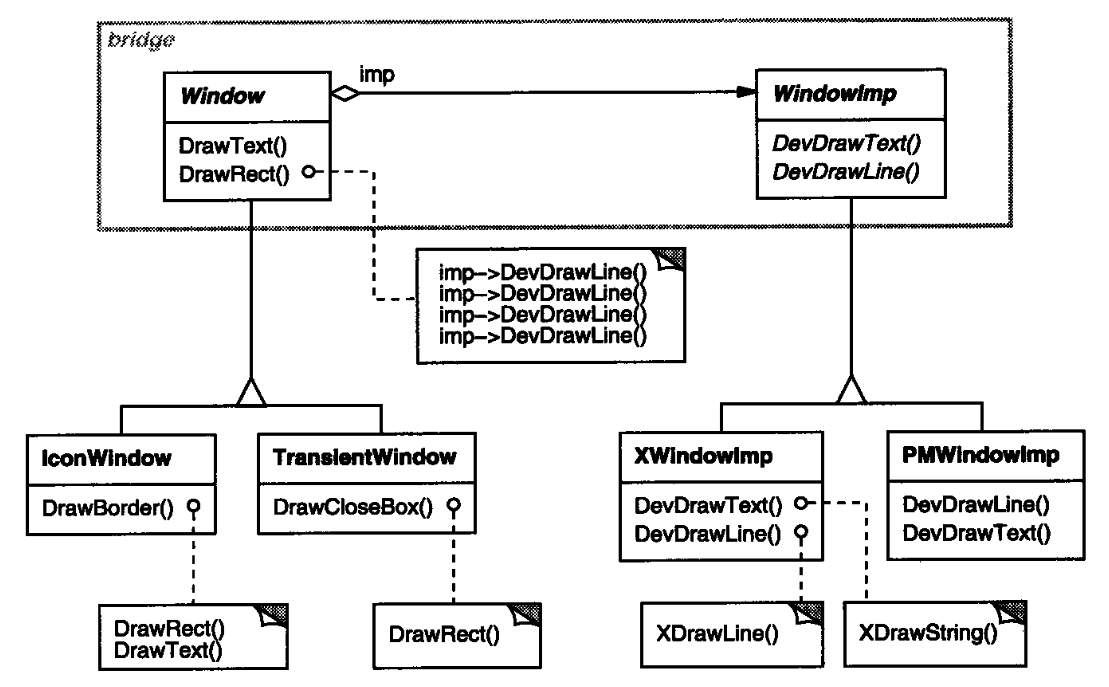 bridge
imp
Window
DrawText()
DrawRect()
WindowImp
DevDrawText()
DevDrawLine()
imp–>DevDrawLine()
imp–>DevDrawLine()
imp–>DevDrawLine()
imp–>DevDrawLine()
IconWindow
DrawBorder()
TransientWindow
DrawCloseBox()
XWindowImp
DevDrawText()
DevDrawLine()
PMWindowImp
DevDrawLine()
DevDrawText()
DrawRect()
DrawText()
DrawRect()
XDrawLine()
XDrawString()